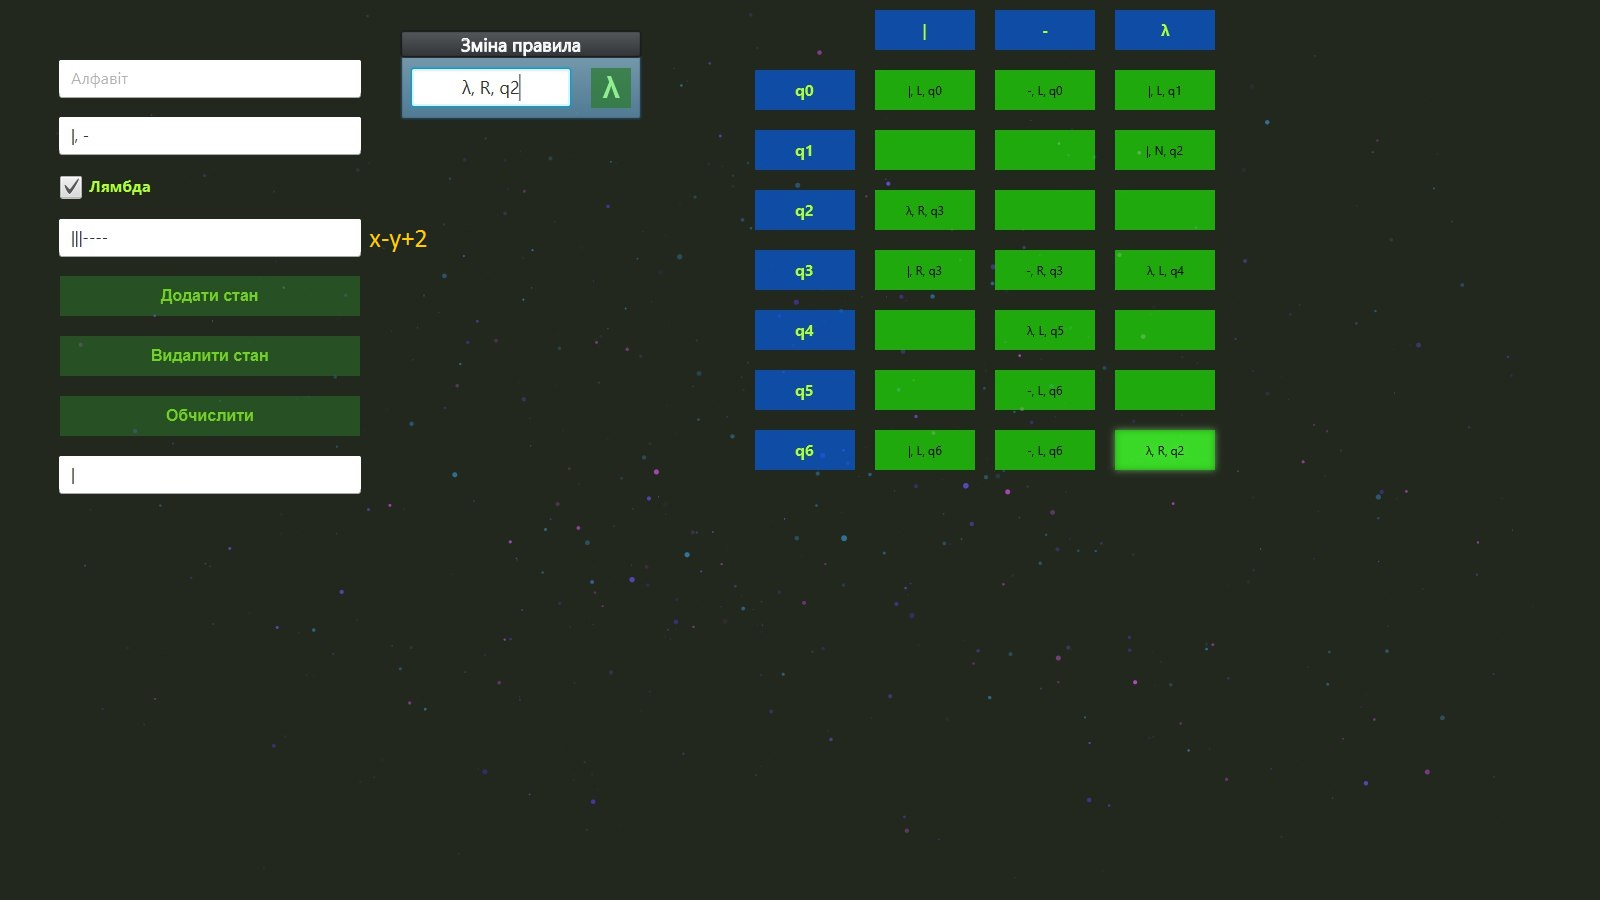 Алфавіт
|, -
Лямбда
|||----
x-y+2
Додати стан
Видалити стан
Обчислити
|
Зміна правила
λ, R, q2
λ
| - λ
q0 |, L, q0 -, L, q0 |, L, q1
q1 |, N, q2
q2 λ, R, q3
q3 |, R, q3 -, R, q3 λ, L, q4
q4 λ, L, q5
q5 -, L, q6
q6 |, L, q6 -, L, q6 λ, R, q2